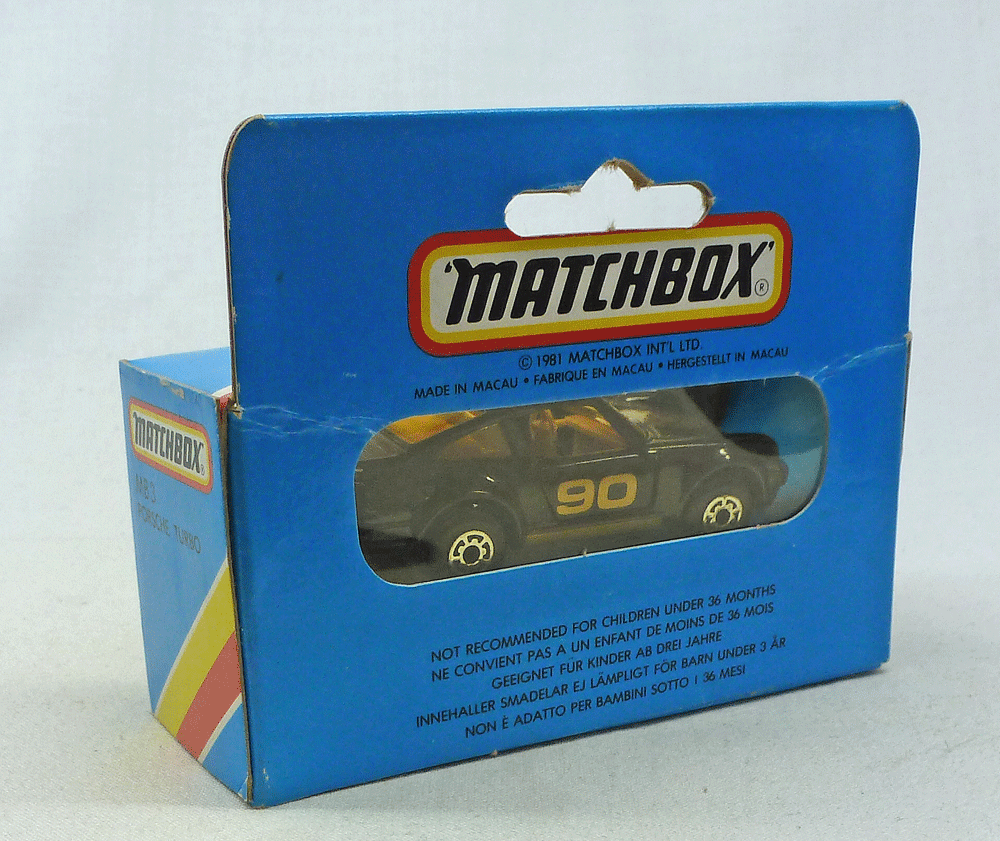 'MATCHBOX'®
© 1981 MATCHBOX INT'L LTD.
MADE IN MACAU • FABRIQUE EN MACAU • HERGESTELLT IN MACAU
90
NOT RECOMMENDED FOR CHILDREN UNDER 36 MONTHS
NE CONVIENT PAS A UN ENFANT DE MOINS DE 36 MOIS
GEEIGNET FÜR KINDER AB DREI JAHRE
INNEHALLER SMADELAR EJ LÄMPLIGT FÖR BARN UNDER 3 ÅR
NON È ADATTO PER BAMBINI SOTTO I 36 MESI
MATCHBOX®
MB3
PORSCHE TURBO